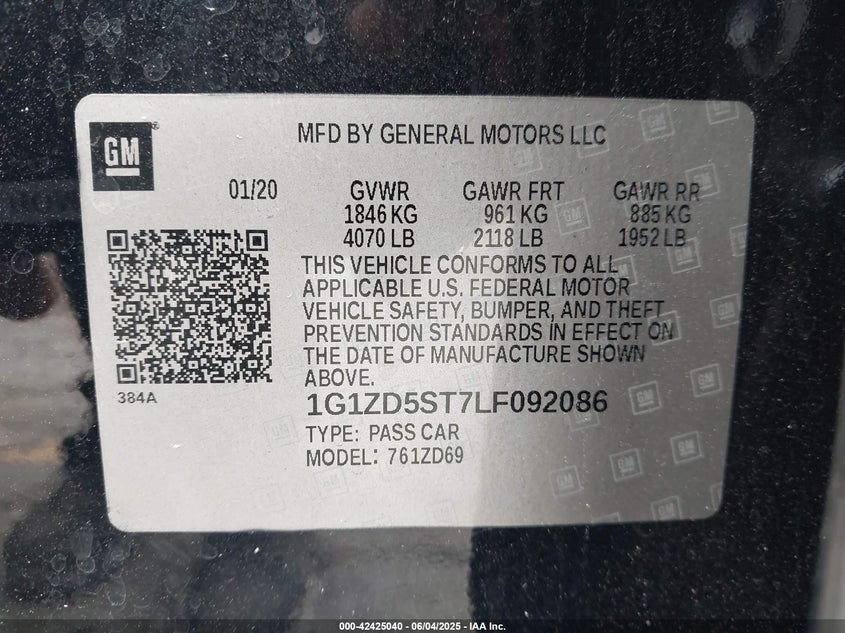 GM
MFD BY GENERAL MOTORS LLC
01/20 GVWR GAWR FRT GAWR RR
1846 KG 961 KG 885 KG
4070 LB 2118 LB 1952 LB
THIS VEHICLE CONFORMS TO ALL
APPLICABLE U.S. FEDERAL MOTOR
VEHICLE SAFETY, BUMPER, AND THEFT
PREVENTION STANDARDS IN EFFECT ON
THE DATE OF MANUFACTURE SHOWN
ABOVE.
384A
1G1ZD5ST7LF092086
TYPE: PASS CAR
MODEL: 761ZD69
000-42425040 - 06/04/2025 - IAA Inc.